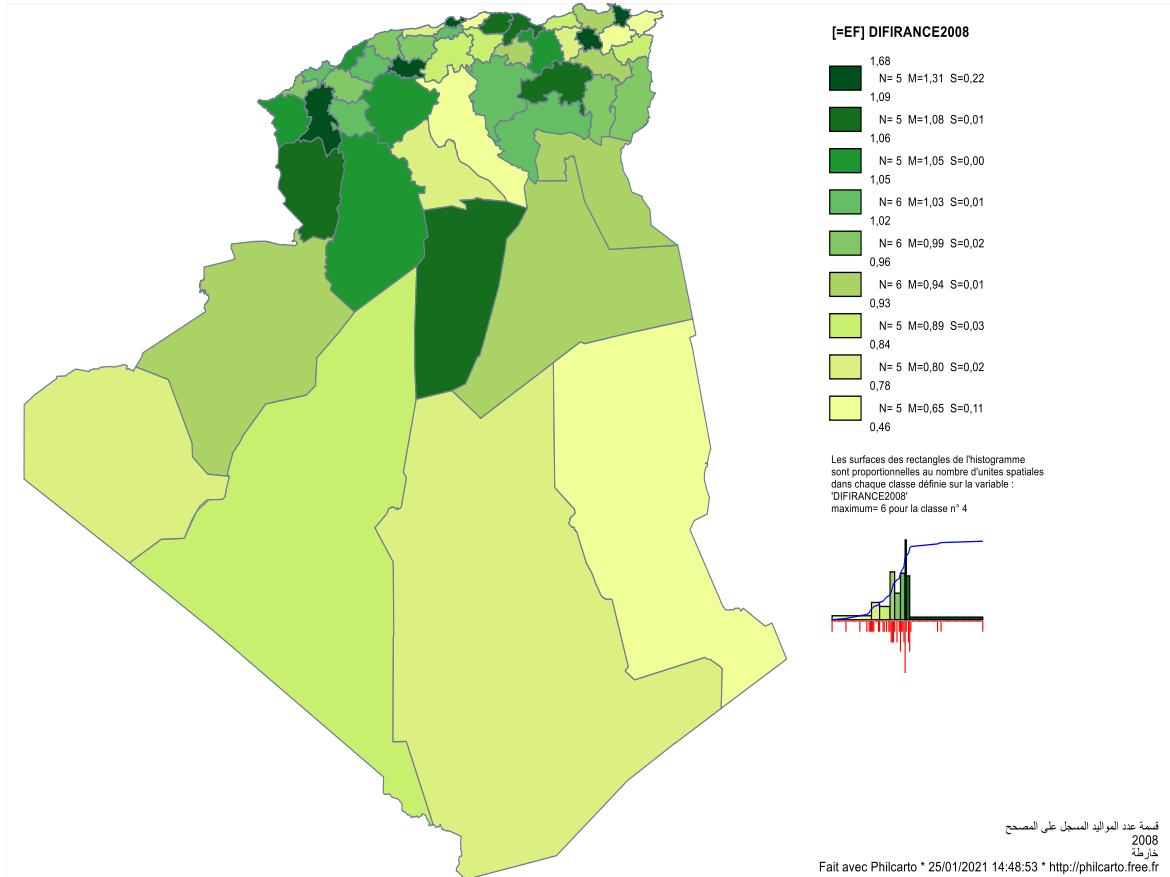 [=EF] DIFIRANCE2008
1,68
N= 5 M=1,31 S=0,22
1,09
N= 5 M=1,08 S=0,01
1,06
N= 5 M=1,05 S=0,00
1,05
N= 6 M=1,03 S=0,01
1,02
N= 6 M=0,99 S=0,02
0,96
N= 6 M=0,94 S=0,01
0,93
N= 5 M=0,89 S=0,03
0,84
N= 5 M=0,80 S=0,02
0,78
N= 5 M=0,65 S=0,11
0,46
Les surfaces des rectangles de l'histogramme
sont proportionnelles au nombre d'unites spatiales
dans chaque classe définie sur la variable :
'DIFIRANCE2008'
maximum= 6 pour la classe n° 4
قسمة عدد المواليد المسجل على المصحح
2008
خارطة
Fait avec Philcarto * 25/01/2021 14:48:53 * http://philcarto.free.fr